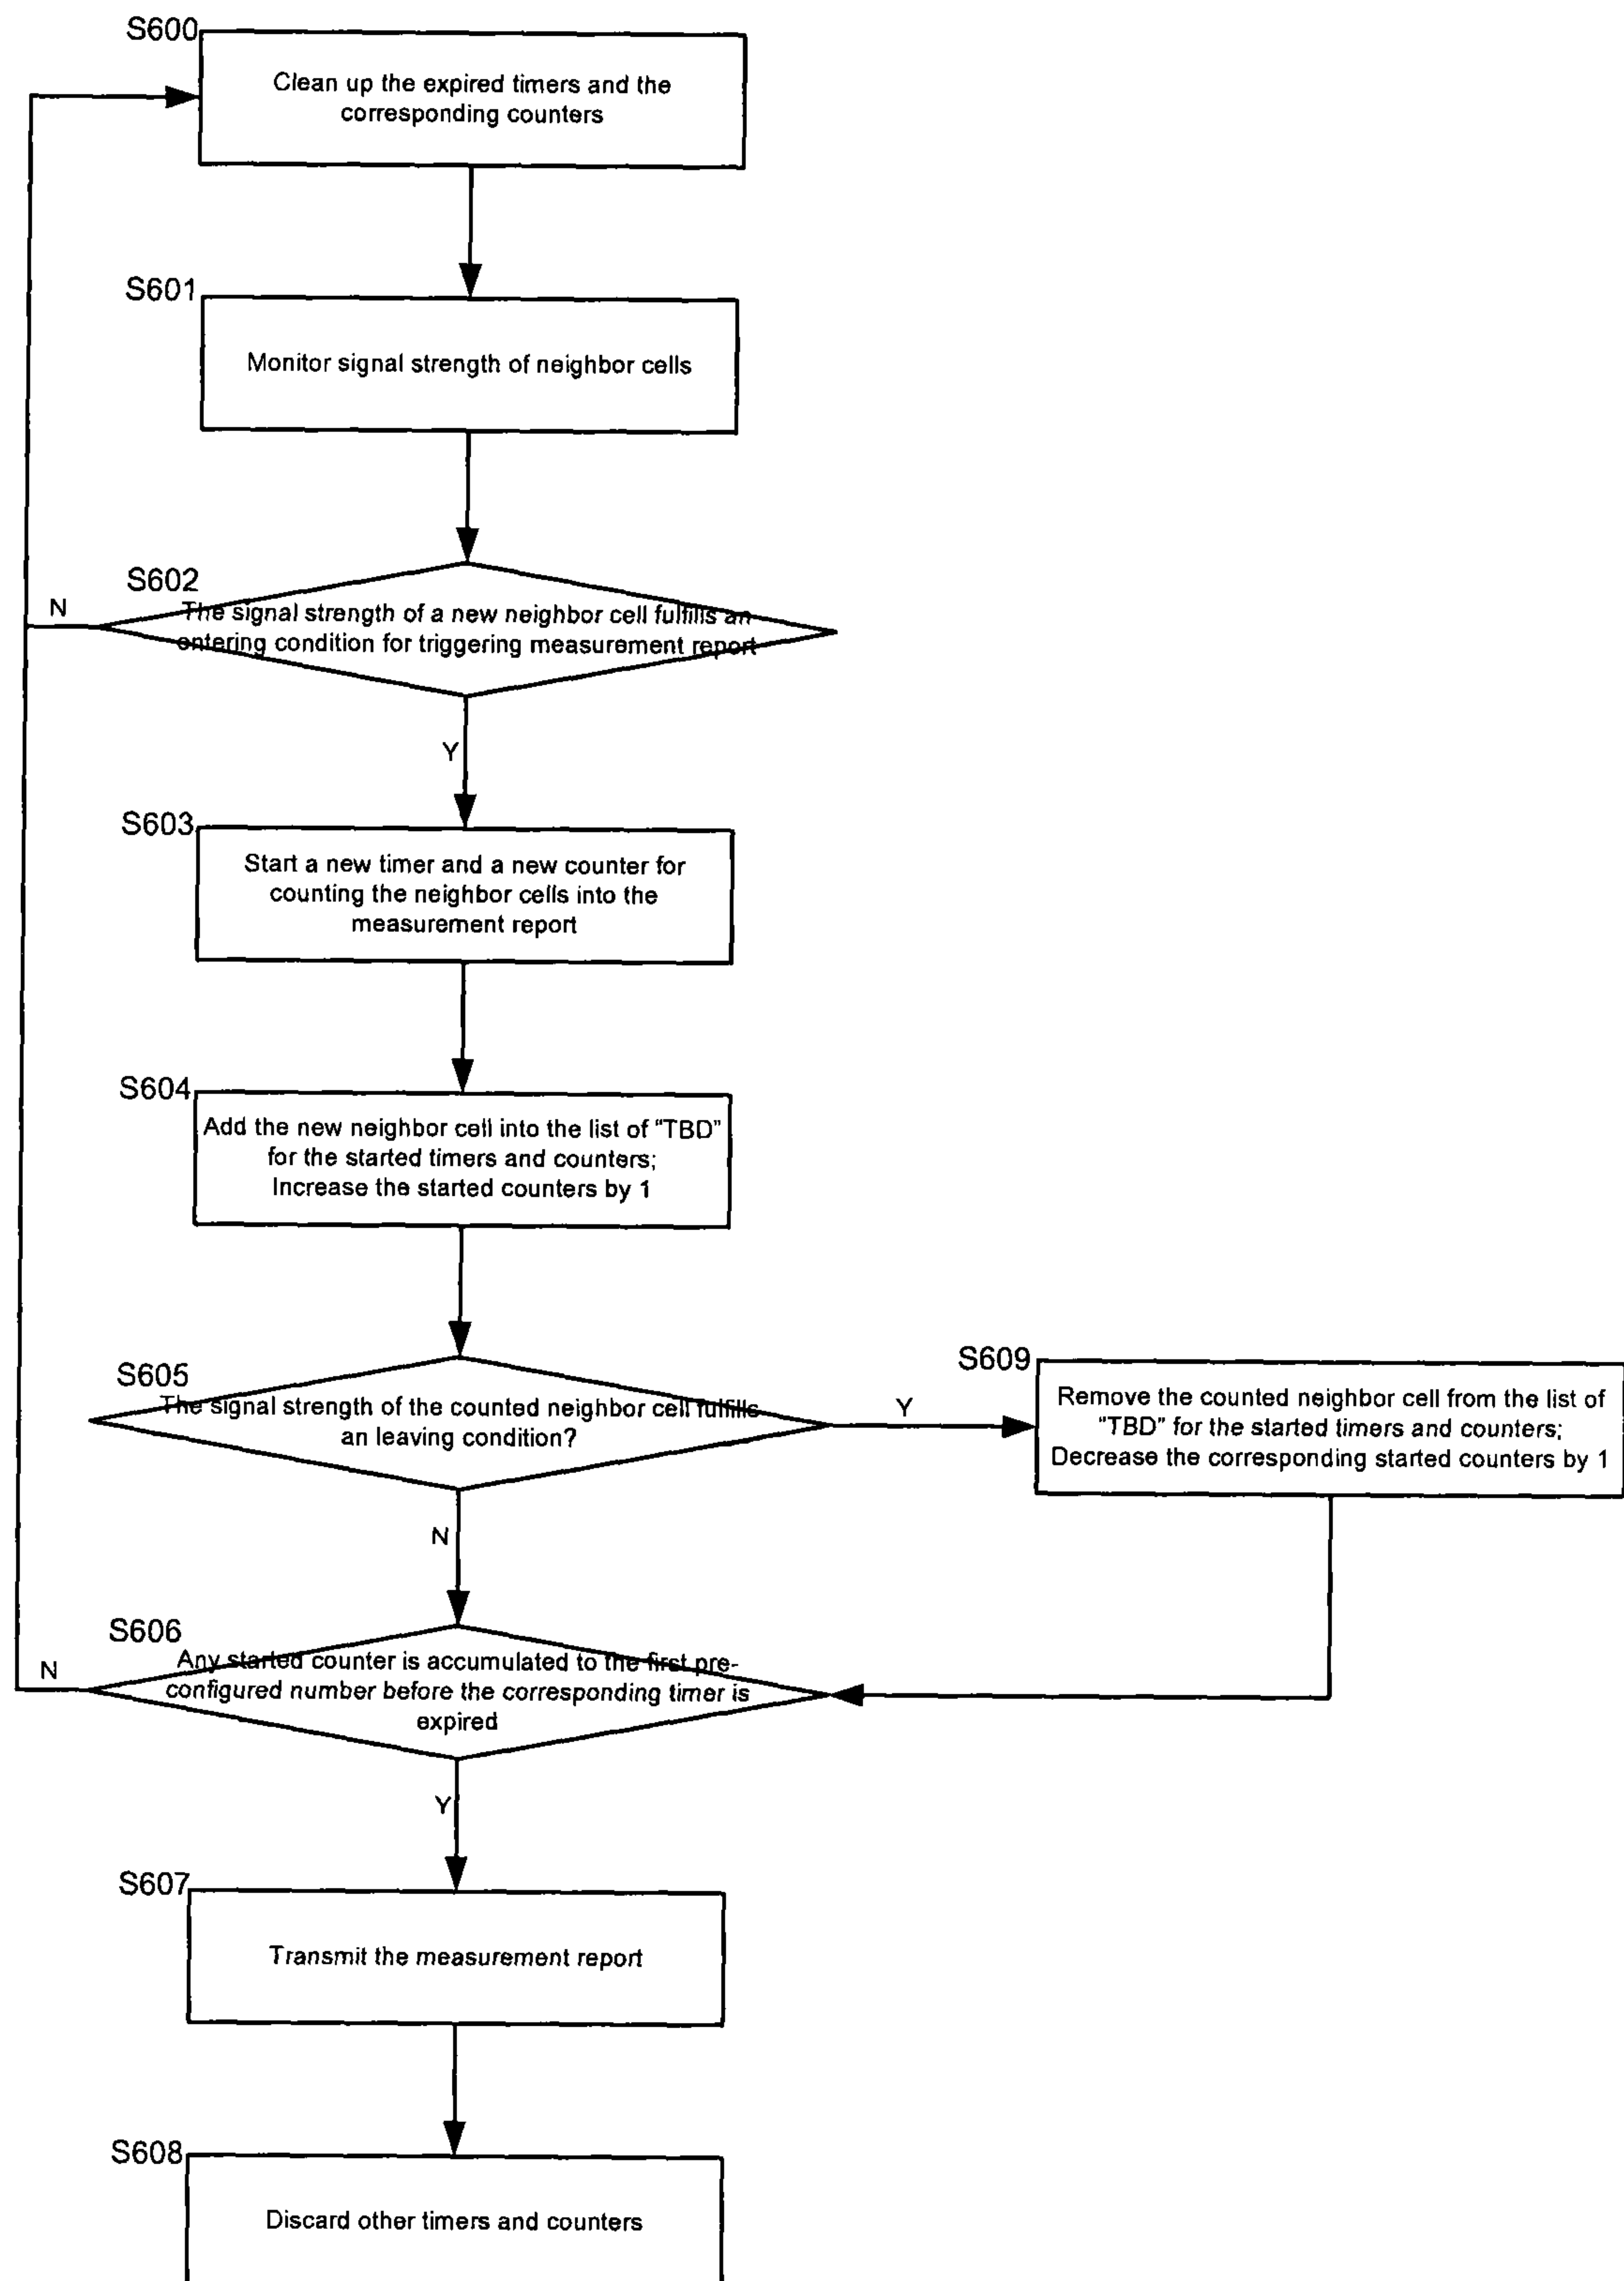 S600
Clean up the expired timers and the
corresponding counters
S601
Monitor signal strength of neighbor cells
S602
The signal strength of a new neighbor cell fulfills an
entering condition for triggering measurement report
N
Y
S603
Start a new timer and a new counter for
counting the neighbor cells into the
measurement report
S604
Add the new neighbor cell into the list of “TBD”
for the started timers and counters;
Increase the started counters by 1
S605
The signal strength of the counted neighbor cell fulfills
an leaving condition?
Y
N
S609
Remove the counted neighbor cell from the list of
“TBD” for the started timers and counters;
Decrease the corresponding started counters by 1
S606
Any started counter is accumulated to the first pre-
configured number before the corresponding timer is
expired
N
Y
S607
Transmit the measurement report
S608
Discard other timers and counters